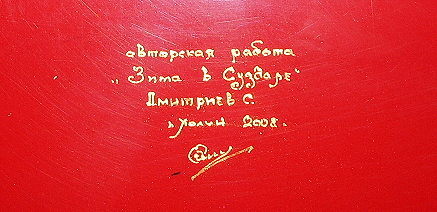 авторская работа
„Зима в Суздале“
Дмитриев С.
п Холуй 2008.